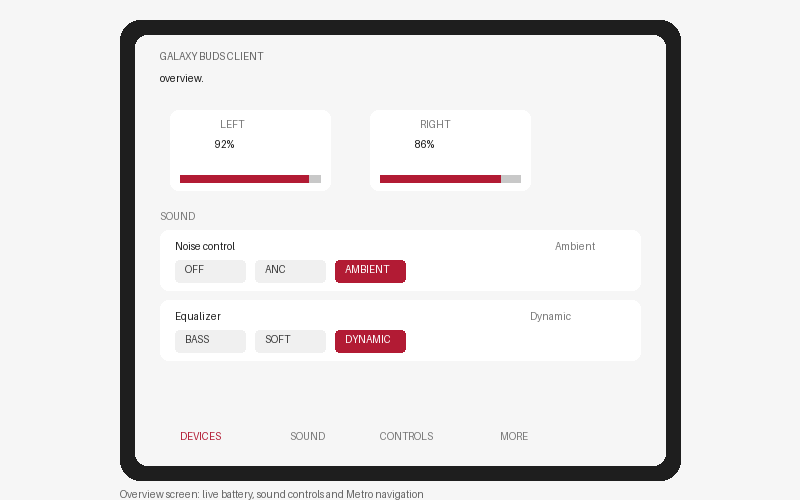 GALAXY BUDS CLIENT
overview.
LEFT RIGHT
92% 86%
SOUND
Noise control Ambient
OFF ANC AMBIENT
Equalizer Dynamic
BASS SOFT DYNAMIC
DEVICES SOUND CONTROLS MORE
Overview screen: live battery, sound controls and Metro navigation